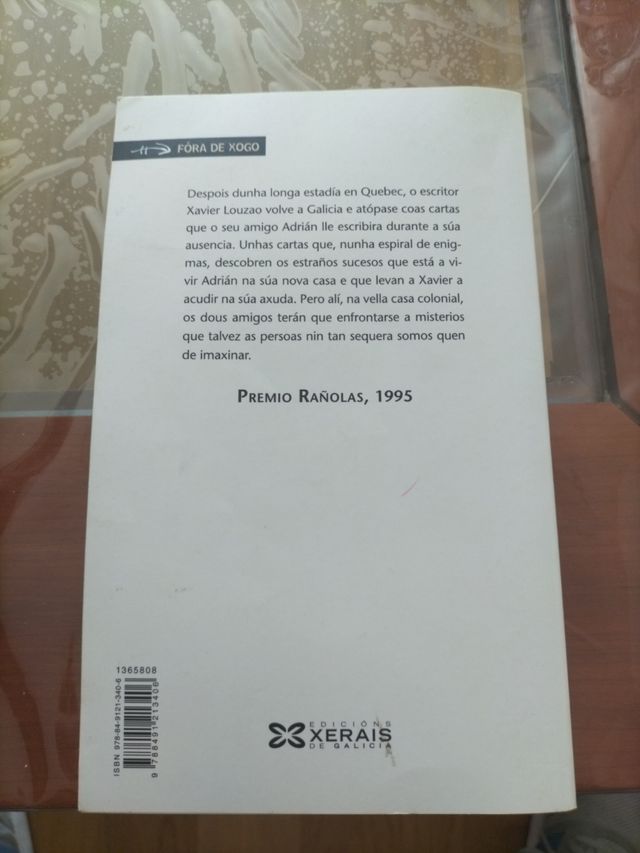 FÓRA DE XOGO
Despois dunha longa estadía en Quebec, o escritor
Xavier Louzao volve a Galicia e atópase coas cartas
que o seu amigo Adrián lle escribira durante a súa
ausencia. Unhas cartas que, nunha espiral de enig-
mas, descobren os estraños sucesos que está a vi-
vir Adrián na súa nova casa e que levan a Xavier a
acudir na súa axuda. Pero alí, na vella casa colonial,
os dous amigos terán que enfrontarse a misterios
que talvez as persoas nin tan sequera somos quen
de imaxinar.
PREMIO RAÑOLAS, 1995
1365808
ISBN 978-84-9121-340-6
9 788491 213406
EDICIÓNS
XERAIS
DE GALICIA